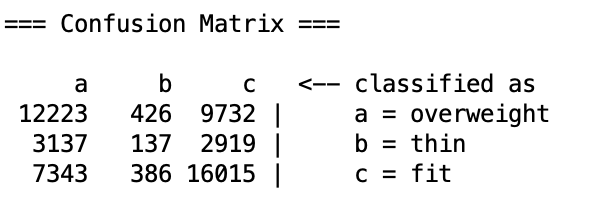 === Confusion Matrix ===
a b c <-- classified as
12223 426 9732 | a = overweight
3137 137 2919 | b = thin
7343 386 16015 | c = fit